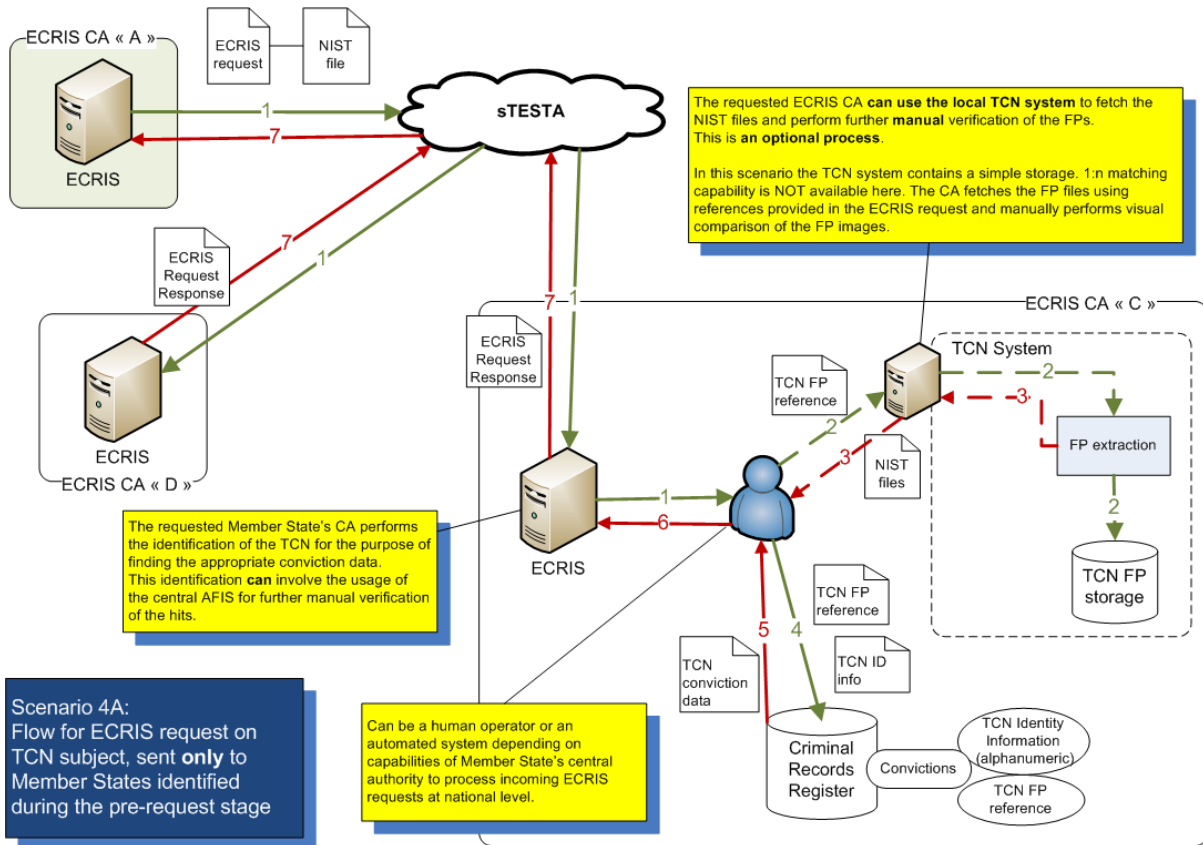 ECRIS CA « A »
ECRIS
request
NIST
file
1
7
sTESTA
ECRIS
The requested ECRIS CA can use the local TCN system to fetch the
NIST files and perform further manual verification of the FPs.
This is an optional process.
In this scenario the TCN system contains a simple storage. 1:n matching
capability is NOT available here. The CA fetches the FP files using
references provided in the ECRIS request and manually performs visual
comparison of the FP images.
7
1
ECRIS
Request
Response
7
1
ECRIS CA « C »
ECRIS
Request
Response
TCN System
TCN FP
reference
2
3
2
3
FP extraction
NIST
files
2
TCN FP
storage
ECRIS
ECRIS CA « D »
1
6
ECRIS
The requested Member State's CA performs
the identification of the TCN for the purpose of
finding the appropriate conviction data.
This identification can involve the usage of
the central AFIS for further manual verification
of the hits.
TCN FP
reference
5
4
TCN ID
info
TCN
conviction
data
Scenario 4A:
Flow for ECRIS request on
TCN subject, sent only to
Member States identified
during the pre-request stage
Can be a human operator or an
automated system depending on
capabilities of Member State's central
authority to process incoming ECRIS
requests at national level.
Criminal
Records
Register
Convictions
TCN Identity
Information
(alphanumeric)
TCN FP
reference